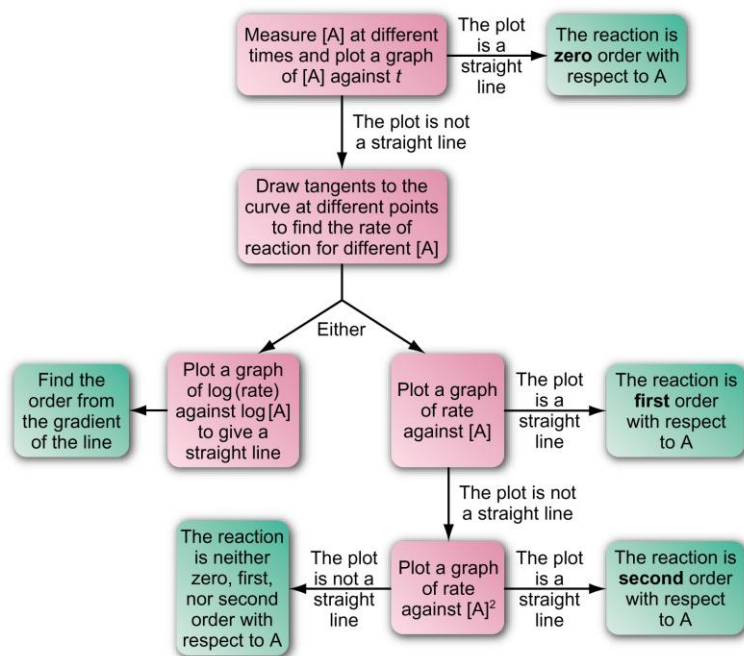 Measure [A] at different
times and plot a graph
of [A] against t
The plot
is a
straight
line
The reaction is
zero order with
respect to A
The plot is not
a straight line
Draw tangents to the
curve at different points
to find the rate of
reaction for different [A]
Either
Find the
order from
the gradient
of the line
Plot a graph
of log (rate)
against log [A]
to give a
straight line
Plot a graph
of rate
against [A]
The plot
is a
straight
line
The reaction is
first order
with respect
to A
The plot is not
a straight line
The reaction
is neither
zero, first,
nor second
order with
respect to A
The plot
is not a
straight
line
Plot a graph
of rate
against [A]²
The plot
is a
straight
line
The reaction is
second order
with respect
to A